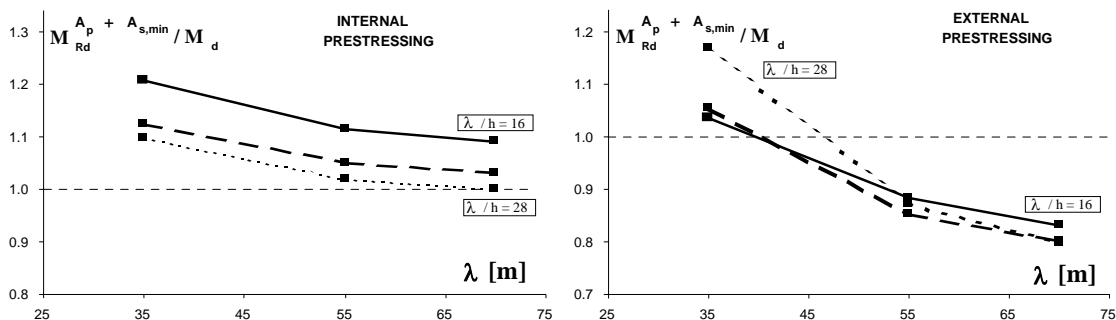 1.3
M Rd A p + A s,min / M d
INTERNAL
PRESTRESSING
1.2
λ / h = 16
1.1
1.0
λ / h = 28
0.9
λ [m]
0.8
25 35 45 55 65 75
1.2
M Rd A p + A s,min / M d
EXTERNAL
PRESTRESSING
λ / h = 28
1.1
1.0
0.9
λ / h = 16
0.8
λ [m]
0.7
25 35 45 55 65 75